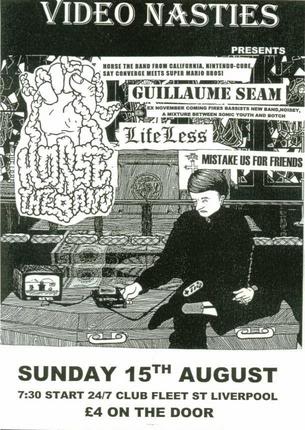 VIDEO NASTIES
PRESENTS
HORSE THE BAND FROM CALIFORNIA, NINTENDO-CORE,
SAY CONVERGE MEETS SUPER MARIO BROS!
GUILLAUME SEAM
EX NOVEMBER COMING FIRES BASSISTS NEW BAND, NOISEY,
A MIXTURE BETWEEN SONIC YOUTH AND BOTCH
LifeLess
MISTAKE US FOR FRIENDS
HORSE
THE BAND
SUNDAY 15TH AUGUST
7:30 START 24/7 CLUB FLEET ST LIVERPOOL
£4 ON THE DOOR